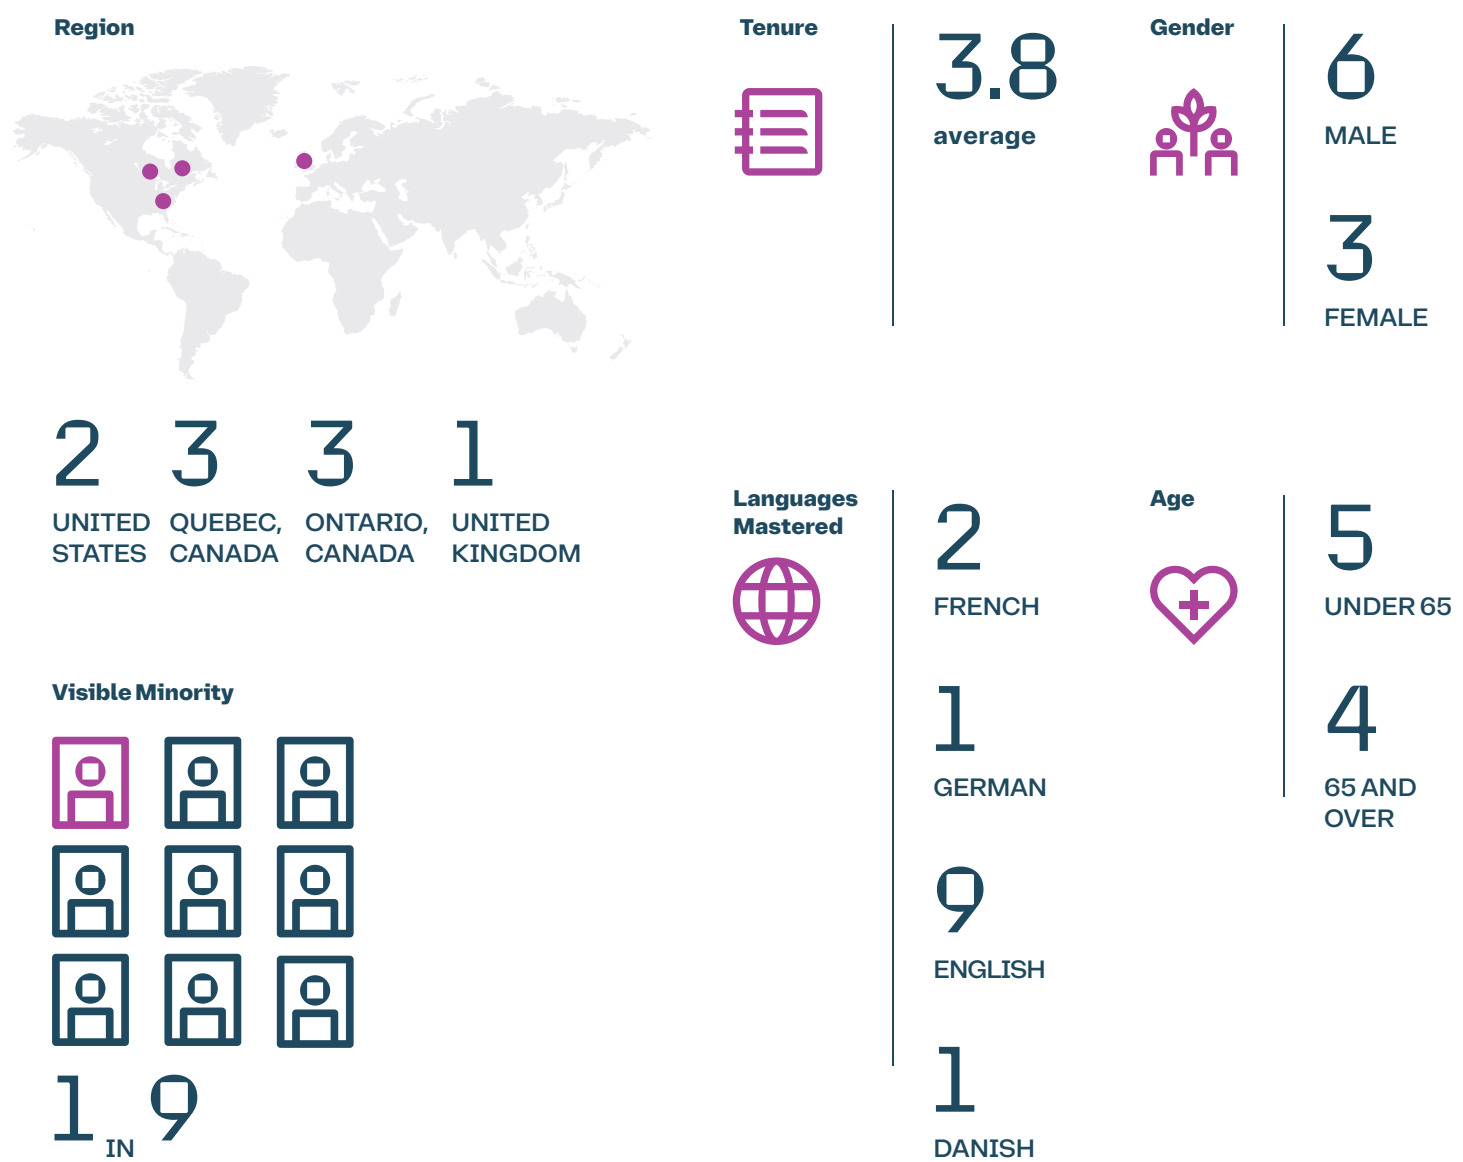 Region
2
UNITED
STATES
3
QUEBEC,
CANADA
3
ONTARIO,
CANADA
1
UNITED
KINGDOM
Visible Minority
1 IN 9
Tenure
3.8
average
Gender
6
MALE
3
FEMALE
Languages
Mastered
2
FRENCH
1
GERMAN
9
ENGLISH
1
DANISH
Age
5
UNDER 65
4
65 AND
OVER